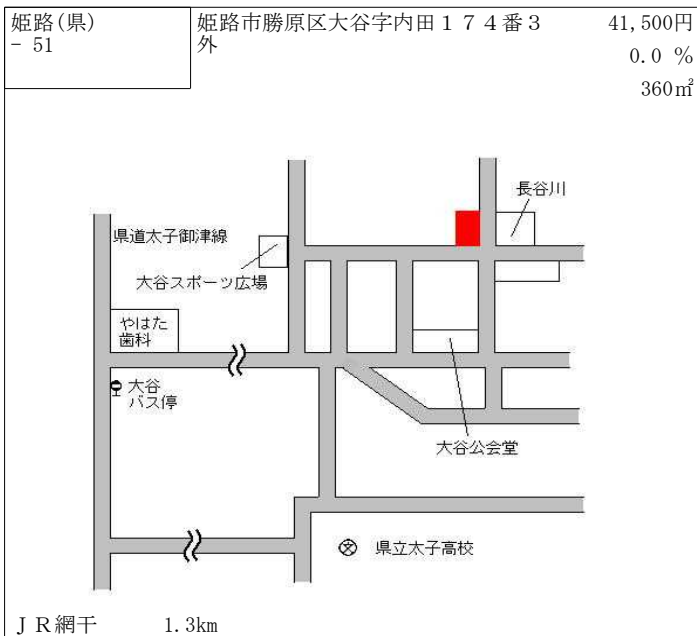 姫路(県)
- 51
姫路市勝原区大谷字内田１７４番３
外
41,500円
0.0 %
360㎡
長谷川
県道太子御津線
大谷スポーツ広場
やはた
歯科
大谷
バス停
大谷公会堂
県立太子高校
ＪＲ網干 1.3km